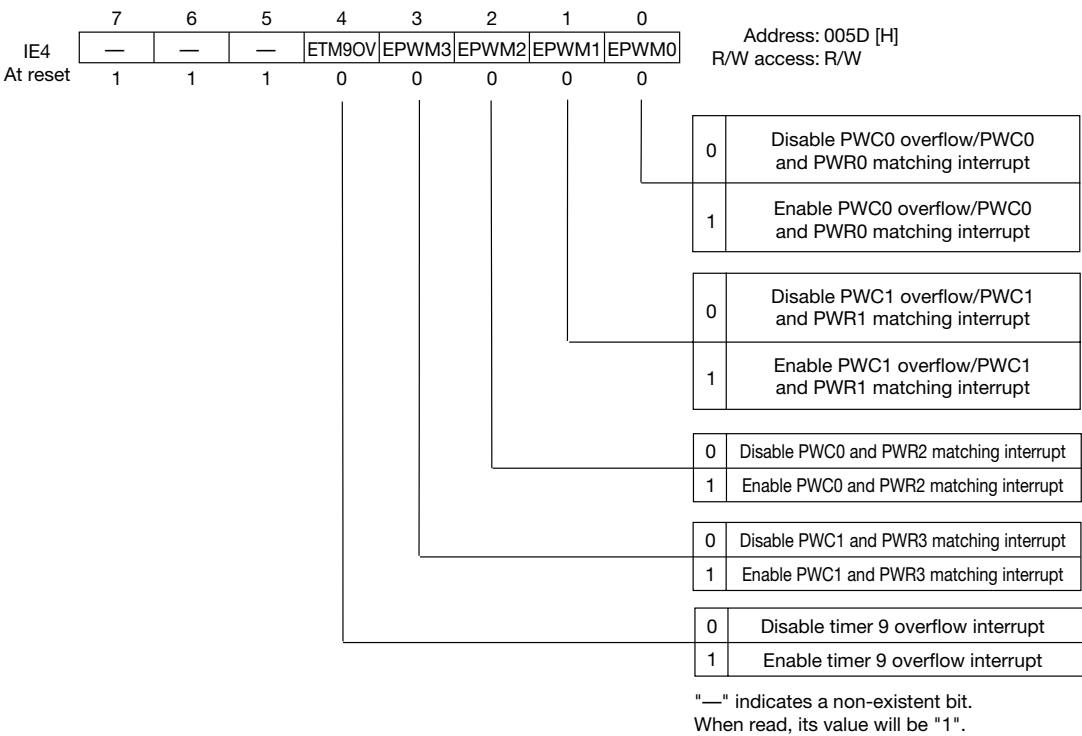 7 6 5 4 3 2 1 0
IE4 — — — ETM9OV EPWM3 EPWM2 EPWM1 EPWM0
At reset 1 1 1 0 0 0 0 0
Address: 005D [H]
R/W access: R/W
0 Disable PWC0 overflow/PWC0
and PWR0 matching interrupt
1 Enable PWC0 overflow/PWC0
and PWR0 matching interrupt
0 Disable PWC1 overflow/PWC1
and PWR1 matching interrupt
1 Enable PWC1 overflow/PWC1
and PWR1 matching interrupt
0 Disable PWC0 and PWR2 matching interrupt
1 Enable PWC0 and PWR2 matching interrupt
0 Disable PWC1 and PWR3 matching interrupt
1 Enable PWC1 and PWR3 matching interrupt
0 Disable timer 9 overflow interrupt
1 Enable timer 9 overflow interrupt
"—" indicates a non-existent bit.
When read, its value will be "1".